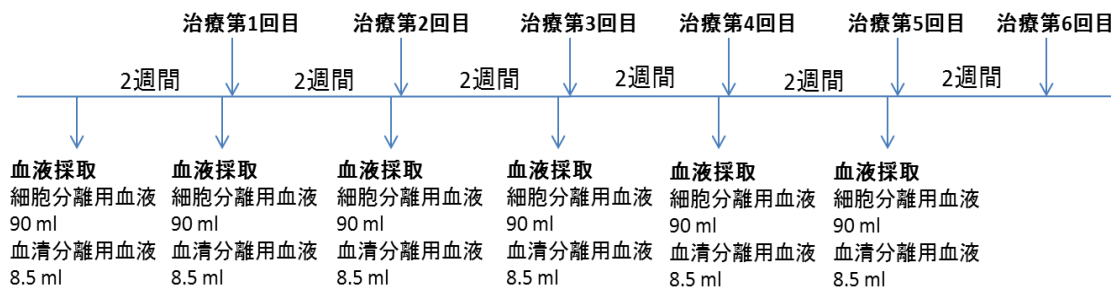 治療第1回目
治療第2回目
治療第3回目
治療第4回目
治療第5回目
治療第6回目
2週間
2週間
2週間
2週間
2週間
2週間
血液採取
細胞分離用血液
90 ml
血清分離用血液
8.5 ml
血液採取
細胞分離用血液
90 ml
血清分離用血液
8.5 ml
血液採取
細胞分離用血液
90 ml
血清分離用血液
8.5 ml
血液採取
細胞分離用血液
90 ml
血清分離用血液
8.5 ml
血液採取
細胞分離用血液
90 ml
血清分離用血液
8.5 ml
血液採取
細胞分離用血液
90 ml
血清分離用血液
8.5 ml